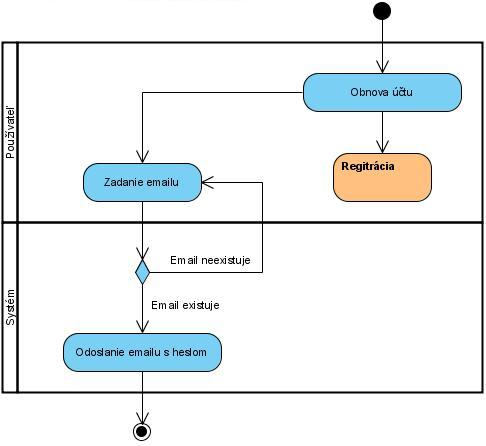 Používateľ
Obnova účtu
Regitrácia
Zadanie emailu
Systém
Email neexistuje
Email existuje
Odoslanie emailu s heslom